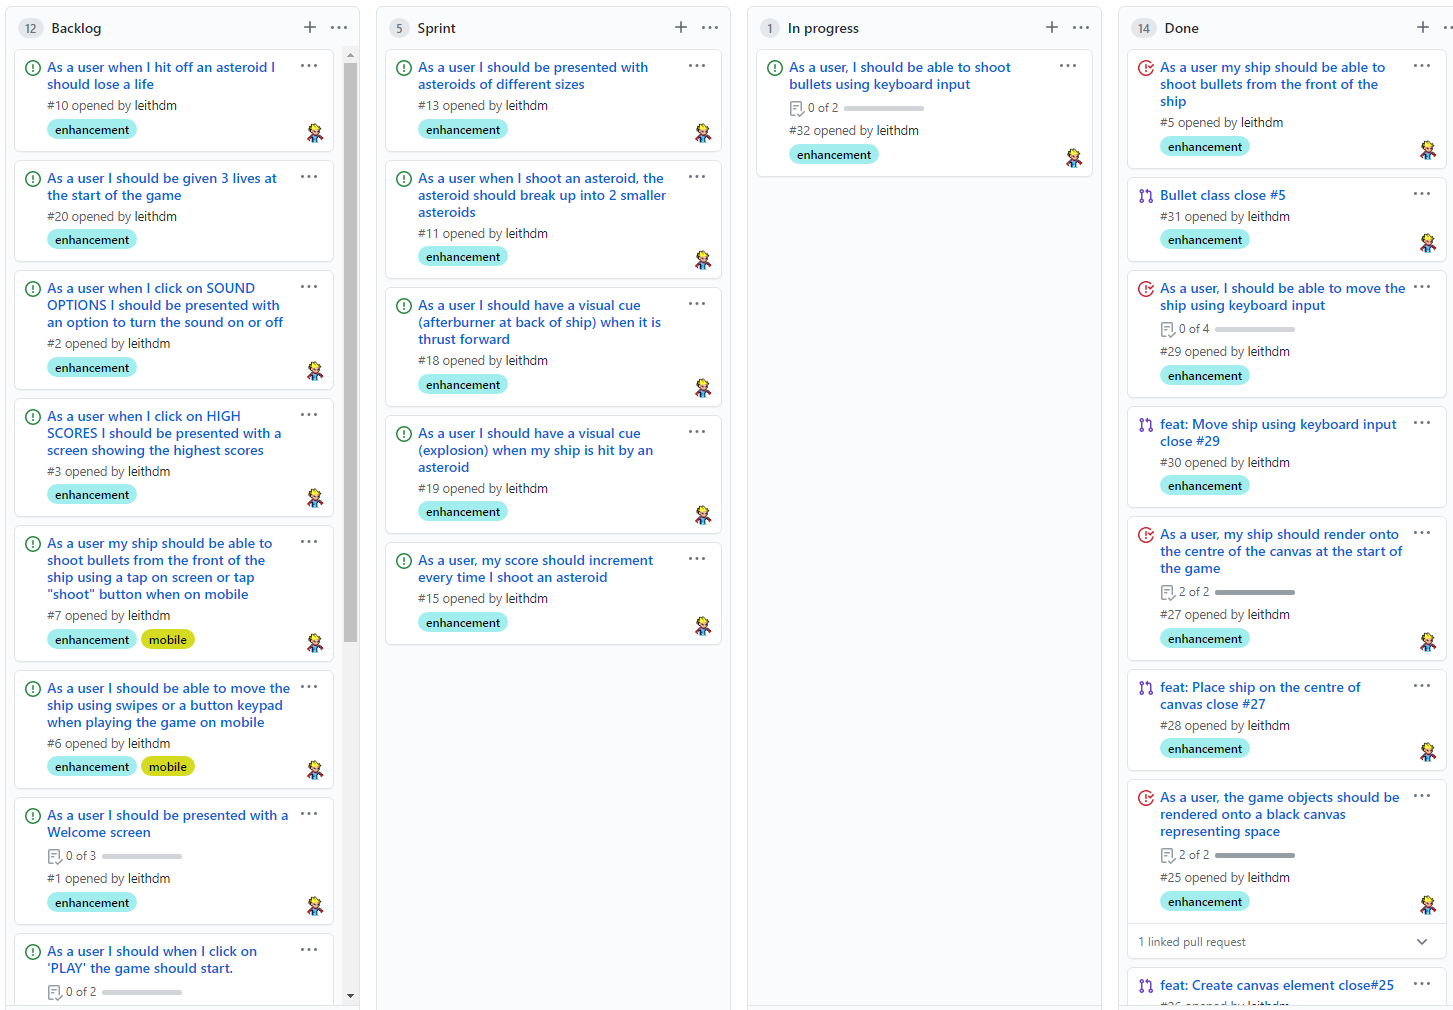 12 Backlog
As a user when I hit off an asteroid I
should lose a life
#10 opened by leithdm
enhancement
As a user I should be given 3 lives at
the start of the game
#20 opened by leithdm
enhancement
As a user when I click on SOUND
OPTIONS I should be presented with
an option to turn the sound on or off
#2 opened by leithdm
enhancement
As a user when I click on HIGH
SCORES I should be presented with a
screen showing the highest scores
#3 opened by leithdm
enhancement
As a user my ship should be able to
shoot bullets from the front of the
ship using a tap on screen or tap
"shoot" button when on mobile
#7 opened by leithdm
enhancement mobile
As a user I should be able to move the
ship using swipes or a button keypad
when playing the game on mobile
#6 opened by leithdm
enhancement mobile
As a user I should be presented with a
Welcome screen
0 of 3
#1 opened by leithdm
enhancement
As a user I should when I click on
'PLAY' the game should start.
0 of 2
5 Sprint
As a user I should be presented with
asteroids of different sizes
#13 opened by leithdm
enhancement
As a user when I shoot an asteroid, the
asteroid should break up into 2 smaller
asteroids
#11 opened by leithdm
enhancement
As a user I should have a visual cue
(afterburner at back of ship) when it is
thrust forward
#18 opened by leithdm
enhancement
As a user I should have a visual cue
(explosion) when my ship is hit by an
asteroid
#19 opened by leithdm
enhancement
As a user, my score should increment
every time I shoot an asteroid
#15 opened by leithdm
enhancement
1 In progress
As a user, I should be able to shoot
bullets using keyboard input
0 of 2
#32 opened by leithdm
enhancement
14 Done
As a user my ship should be able to
shoot bullets from the front of the
ship
#5 opened by leithdm
enhancement
Bullet class close #5
#31 opened by leithdm
enhancement
As a user, I should be able to move the
ship using keyboard input
0 of 4
#29 opened by leithdm
enhancement
feat: Move ship using keyboard input
close #29
#30 opened by leithdm
enhancement
As a user, my ship should render onto
the centre of the canvas at the start of
the game
2 of 2
#27 opened by leithdm
enhancement
feat: Place ship on the centre of
canvas close #27
#28 opened by leithdm
enhancement
As a user, the game objects should be
rendered onto a black canvas
representing space
2 of 2
#25 opened by leithdm
enhancement
1 linked pull request
feat: Create canvas element close#25